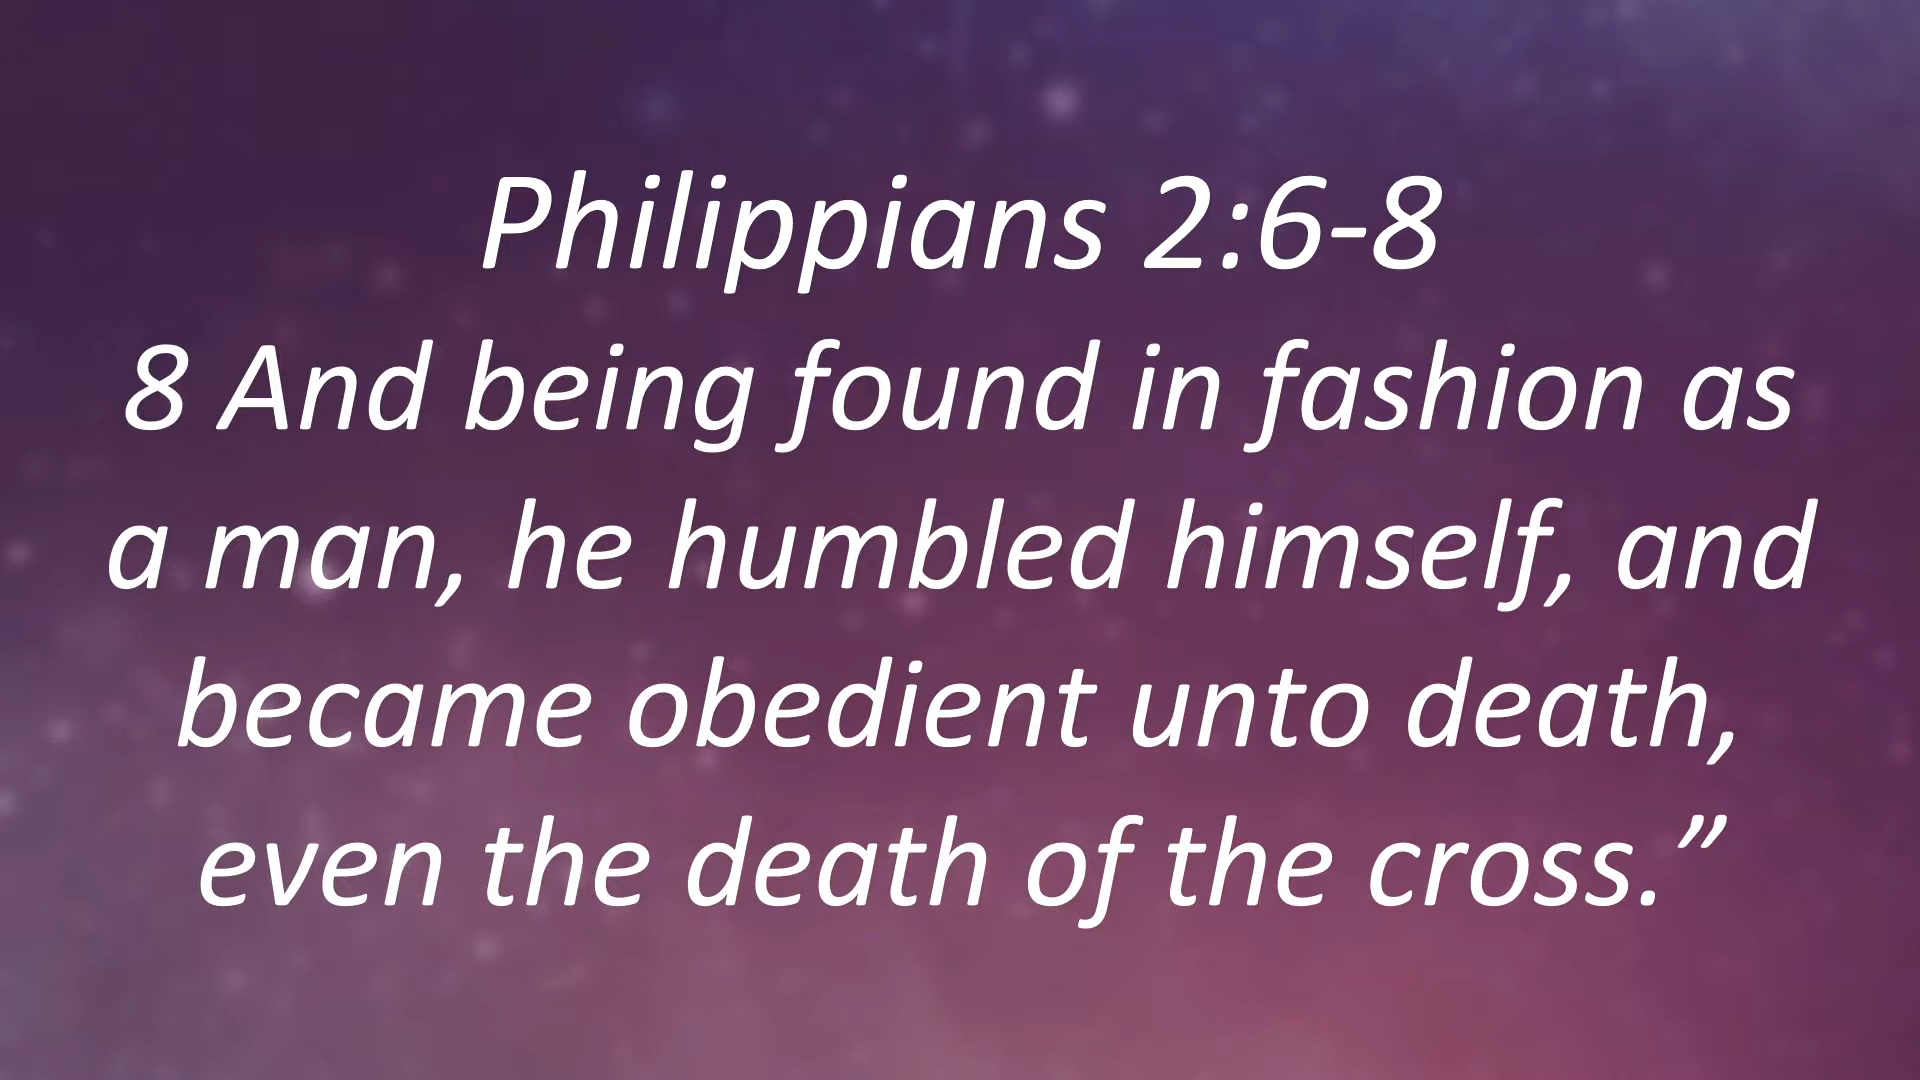 Philippians 2:6-8
8 And being found in fashion as
a man, he humbled himself, and
became obedient unto death,
even the death of the cross.”